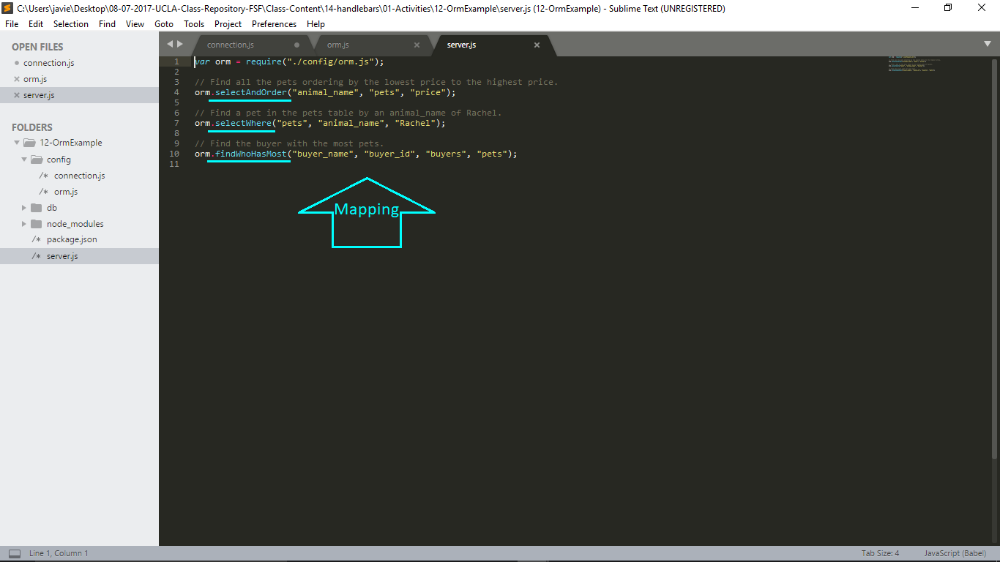 C:\Users\javie\Desktop\08-07-2017-UCLA-Class-Repository-FSF\Class-Content\14-handlebars\01-Activities\12-OrmExample\server.js (12-OrmExample) - Sublime Text (UNREGISTERED)
File Edit Selection Find View Goto Tools Project Preferences Help
OPEN FILES
connection.js
orm.js
server.js
FOLDERS
12-OrmExample
config
/* connection.js
/* orm.js
db
node_modules
/* package.json
/* server.js
connection.js orm.js server.js
1 var orm = require("./config/orm.js");
2
3 // Find all the pets ordering by the lowest price to the highest price.
4 orm.selectAndOrder("animal_name", "pets", "price");
5
6 // Find a pet in the pets table by an animal_name of Rachel.
7 orm.selectWhere("pets", "animal_name", "Rachel");
8
9 // Find the buyer with the most pets.
10 orm.findWhoHasMost("buyer_name", "buyer_id", "buyers", "pets");
11
Mapping
Line 1, Column 1 Tab Size: 4 JavaScript (Babel)